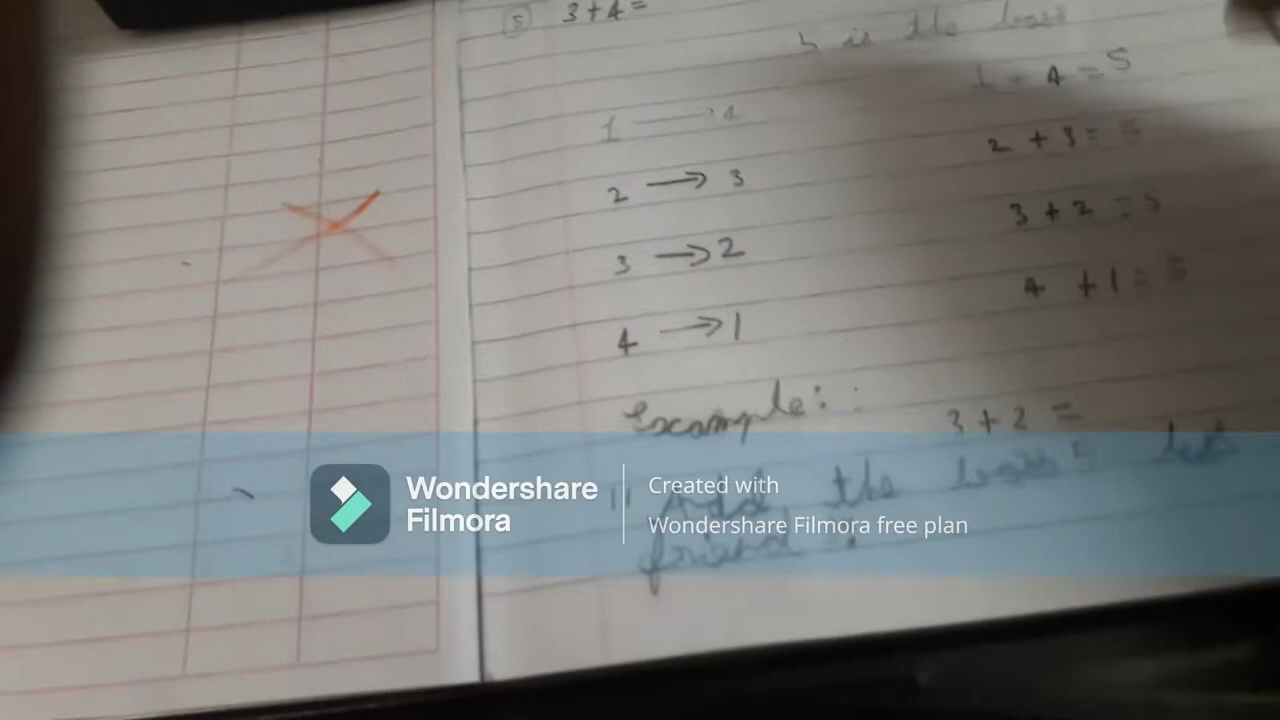 5 3+4=
5 is the boss
1 + 4 = 5
1 → 4
2 + 3 = 5
2 → 3
3 + 2 = 5
3 → 2
4 + 1 = 5
4 → 1
Example: 3 + 2 =
Add the boss 5
friend
Wondershare Filmora
Created with
Wondershare Filmora free plan